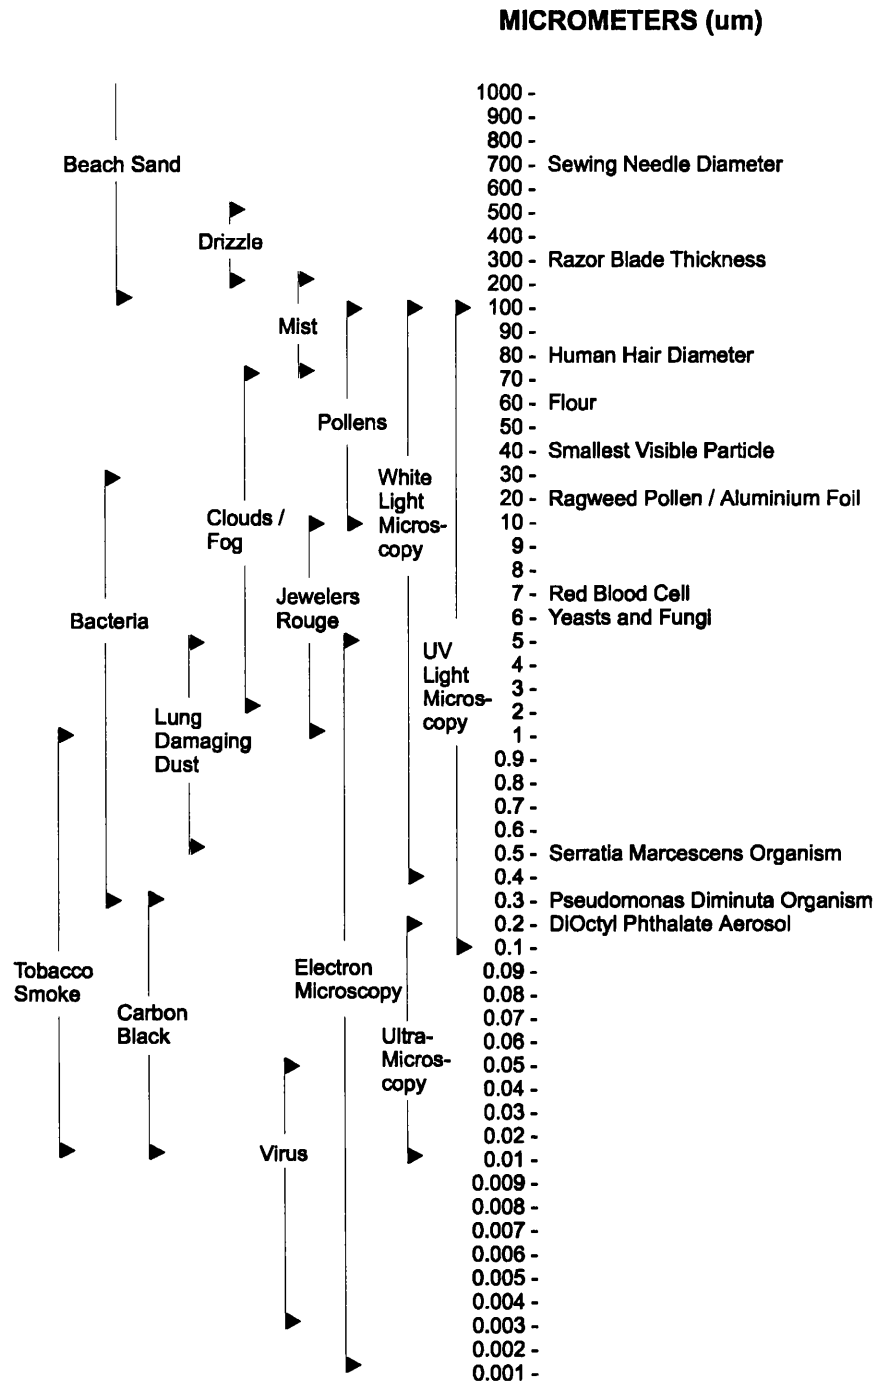 MICROMETERS (um)
1000 -
900 -
800 -
Beach Sand
700 - Sewing Needle Diameter
600 -
500 -
Drizzle
400 -
300 - Razor Blade Thickness
200 -
100 -
Mist
90 -
80 - Human Hair Diameter
70 -
60 - Flour
Pollens
50 -
40 - Smallest Visible Particle
30 -
White
Light
Micros-
copy
20 - Ragweed Pollen / Aluminium Foil
Clouds /
Fog
10 -
9 -
8 -
7 - Red Blood Cell
Jewelers
Rouge
6 - Yeasts and Fungi
Bacteria
5 -
UV
Light
Micros-
copy
4 -
3 -
2 -
Lung
Damaging
Dust
1 -
0.9 -
0.8 -
0.7 -
0.6 -
0.5 - Serratia Marcescens Organism
0.4 -
0.3 - Pseudomonas Diminuta Organism
0.2 - DiOctyl Phthalate Aerosol
0.1 -
Tobacco
Smoke
Electron
Microscopy
0.09 -
0.08 -
Carbon
Black
0.07 -
Ultra-
Micros-
copy
0.06 -
0.05 -
0.04 -
0.03 -
0.02 -
Virus
0.01 -
0.009 -
0.008 -
0.007 -
0.006 -
0.005 -
0.004 -
0.003 -
0.002 -
0.001 -